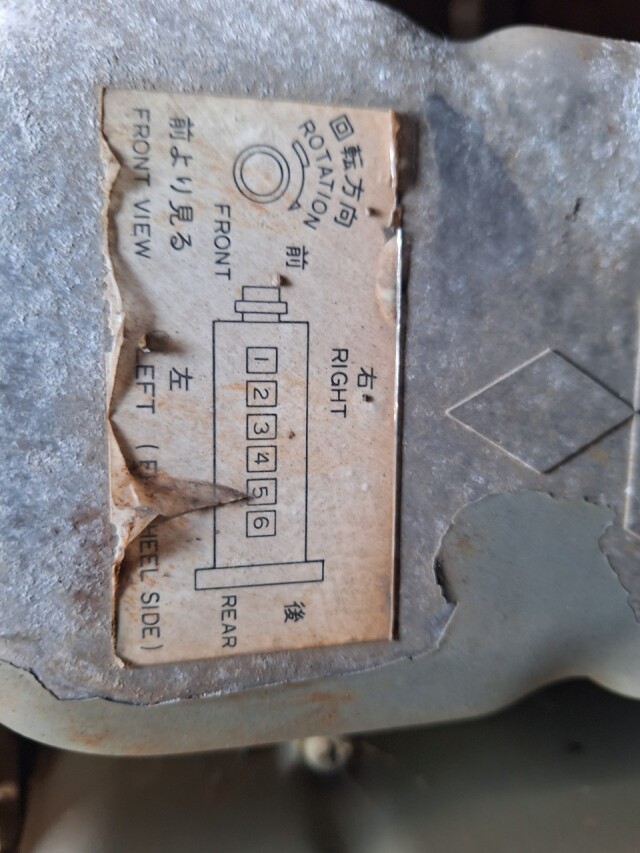 回転方向
ROTATION
右
RIGHT
前
FRONT
1 2 3 4 5 6
後
REAR
前より見る
FRONT VIEW
左
LEFT SIDE)